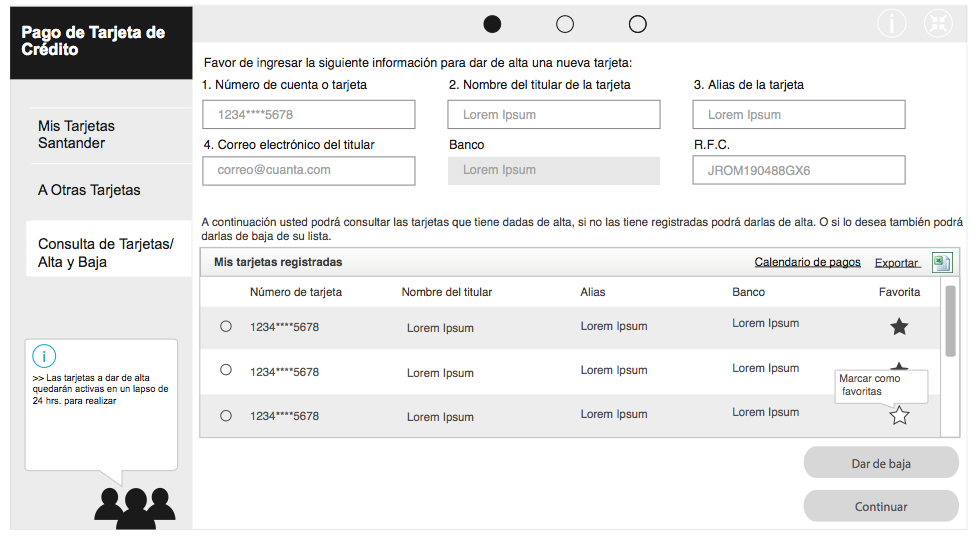 Pago de Tarjeta de
Crédito
Mis Tarjetas
Santander
A Otras Tarjetas
Consulta de Tarjetas/
Alta y Baja
i
>> Las tarjetas a dar de alta
quedarán activas en un lapso de
24 hrs. para realizar
i
Favor de ingresar la siguiente información para dar de alta una nueva tarjeta:
1. Número de cuenta o tarjeta 2. Nombre del titular de la tarjeta 3. Alias de la tarjeta
1234****5678 Lorem Ipsum Lorem Ipsum
4. Correo electrónico del titular Banco R.F.C.
correo@cuanta.com Lorem Ipsum JROM190488GX6
A continuación usted podrá consultar las tarjetas que tiene dadas de alta, si no las tiene registradas podrá darlas de alta. O si lo desea también podrá
darlas de baja de su lista.
Mis tarjetas registradas Calendario de pagos Exportar
Número de tarjeta Nombre del titular Alias Banco Favorita
1234****5678 Lorem Ipsum Lorem Ipsum Lorem Ipsum
1234****5678 Lorem Ipsum Lorem Ipsum Lorem Ipsum
Marcar como
favoritas
1234****5678 Lorem Ipsum Lorem Ipsum Lorem Ipsum
Dar de baja
Continuar